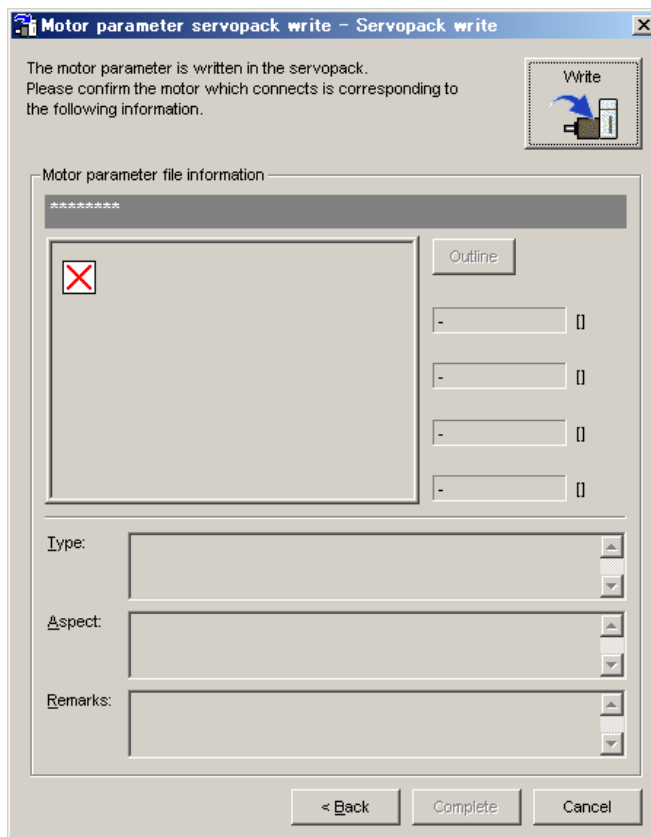 Motor parameter servopack write - Servopack write
The motor parameter is written in the servopack.
Please confirm the motor which connects is corresponding to
the following information.
Write
Motor parameter file information
********
Outline
- []
- []
- []
- []
Type:
Aspect:
Remarks:
< Back
Complete
Cancel